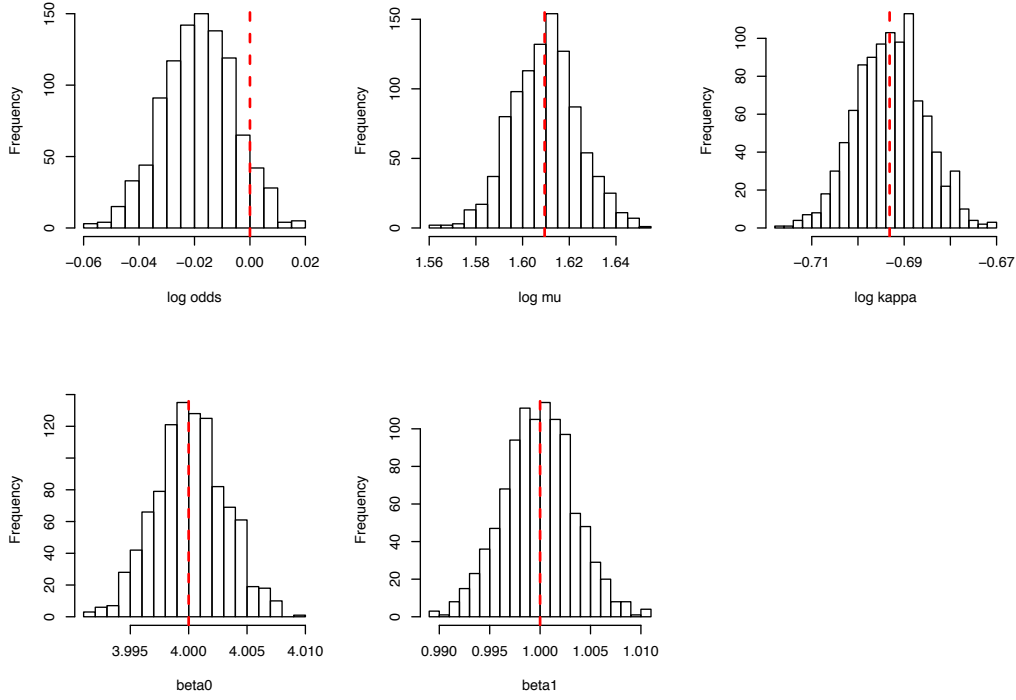 Frequency
150
100
50
0
−0.06 −0.04 −0.02 0.00 0.02
log odds
Frequency
150
100
50
0
1.56 1.58 1.60 1.62 1.64
log mu
Frequency
100
80
60
40
20
0
−0.71 −0.69 −0.67
log kappa
Frequency
120
80
60
40
20
0
3.995 4.000 4.005 4.010
beta0
Frequency
100
80
60
40
20
0
0.990 0.995 1.000 1.005 1.010
beta1